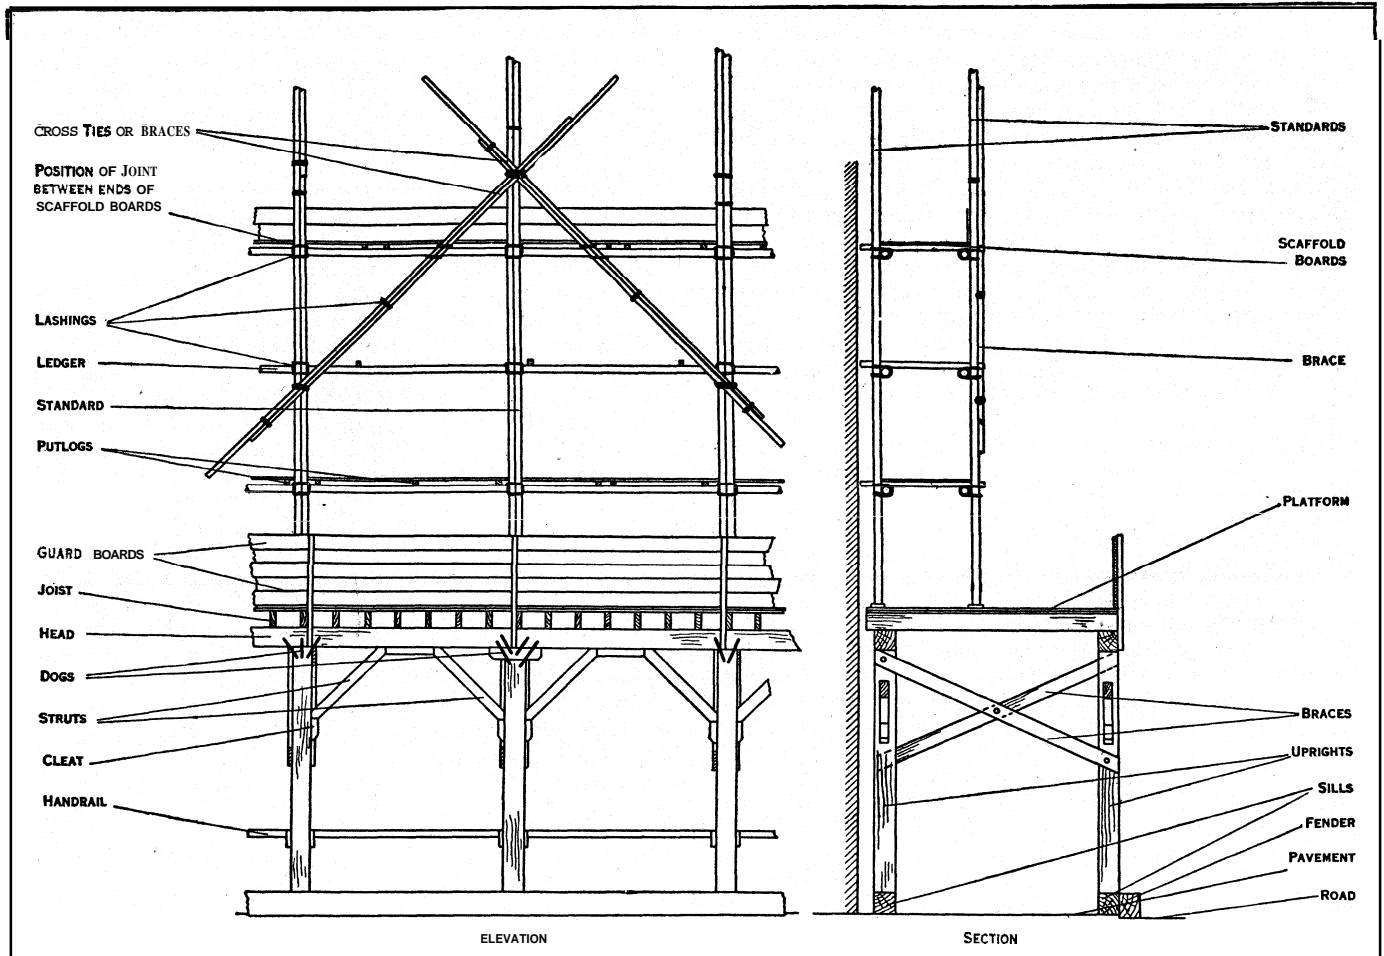 CROSS TIES OR BRACES
POSITION OF JOINT
BETWEEN ENDS OF
SCAFFOLD BOARDS
LASHINGS
LEDGER
STANDARD
PUTLOGS
GUARD BOARDS
JOIST
HEAD
DOGS
STRUTS
CLEAT
HANDRAIL
ELEVATION
STANDARDS
SCAFFOLD
BOARDS
BRACE
PLATFORM
BRACES
UPRIGHTS
SILLS
FENDER
PAVEMENT
ROAD
SECTION